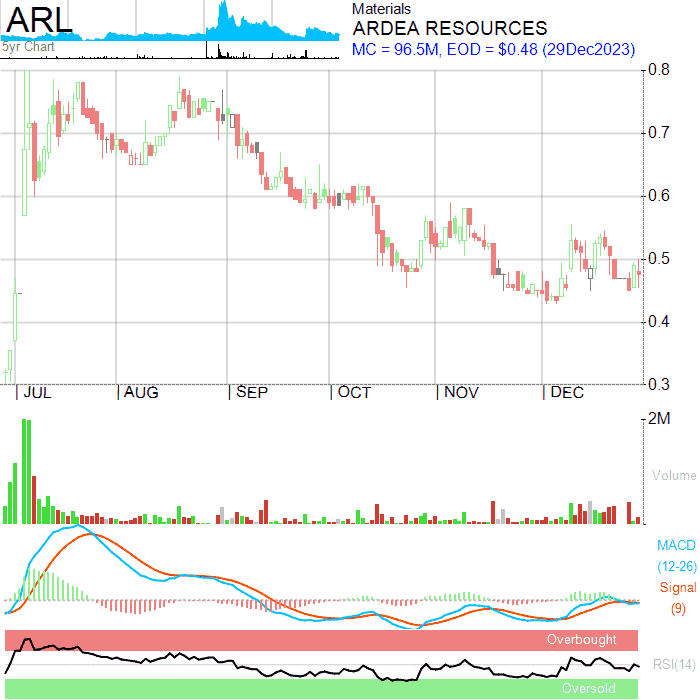 ARL
5yr Chart
Materials
ARDEA RESOURCES
MC = 96.5M, EOD = $0.48 (29Dec2023)
0.8
0.7
0.6
0.5
0.4
0.3
JUL AUG SEP OCT NOV DEC
2M
Volume
MACD
(12-26)
Signal
(9)
Overbought
RSI(14)
Oversold